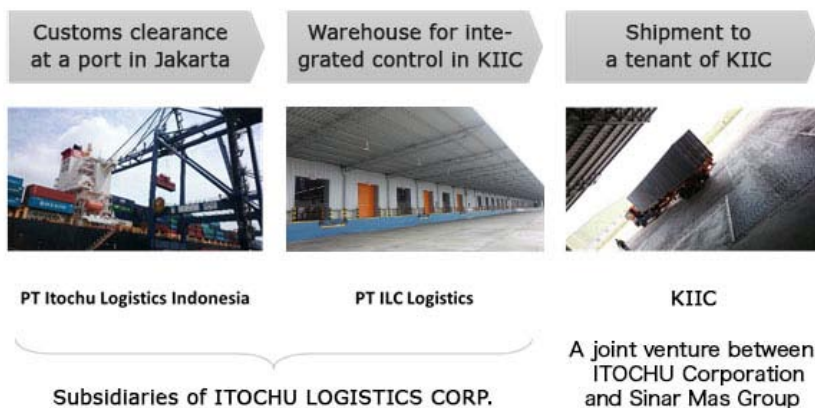 Customs clearance
at a port in Jakarta
Warehouse for inte-
grated control in KIIC
Shipment to
a tenant of KIIC
PT Itochu Logistics Indonesia
PT ILC Logistics
KIIC
Subsidiaries of ITOCHU LOGISTICS CORP.
A joint venture between
ITOCHU Corporation
and Sinar Mas Group